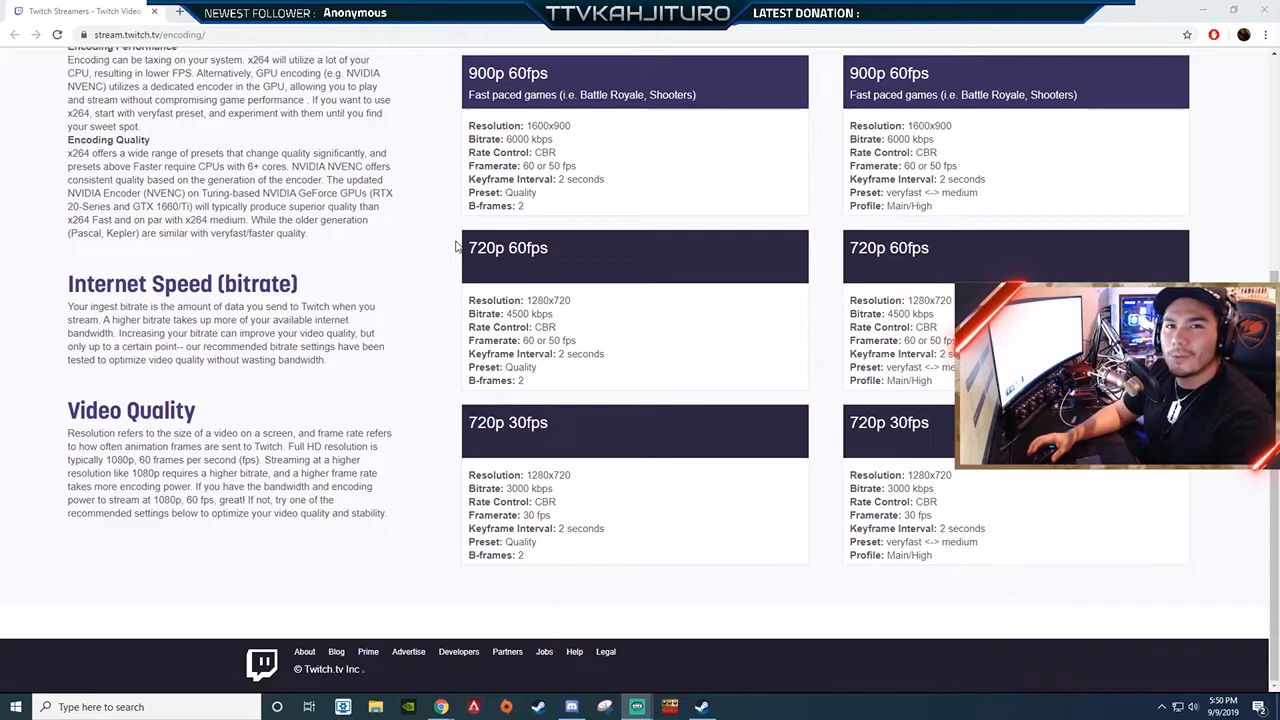 Twitch Streamers - Twitch Video
NEWEST FOLLOWER : Anonymous
TTVKAHJITURO
LATEST DONATION :
stream.twitch.tv/encoding/
Encoding Performance
Encoding can be taxing on your system. x264 will utilize a lot of your
CPU, resulting in lower FPS. Alternatively, GPU encoding (e.g. NVIDIA
NVENC) utilizes a dedicated encoder in the GPU, allowing you to play
and stream without compromising game performance . If you want to use
x264, start with veryfast preset, and experiment with them until you find
your sweet spot.
Encoding Quality
x264 offers a wide range of presets that change quality significantly, and
presets above Faster require CPUs with 6+ cores. NVIDIA NVENC offers
consistent quality based on the generation of the encoder. The updated
NVIDIA Encoder (NVENC) on Turing-based NVIDIA GeForce GPUs (RTX
20-Series and GTX 1660/Ti) will typically produce superior quality than
x264 Fast and on par with x264 medium. While the older generation
(Pascal, Kepler) are similar with veryfast/faster quality.
Internet Speed (bitrate)
Your ingest bitrate is the amount of data you send to Twitch when you
stream. A higher bitrate takes up more of your available internet
bandwidth. Increasing your bitrate can improve your video quality, but
only up to a certain point-- our recommended bitrate settings have been
tested to optimize video quality without wasting bandwidth.
Video Quality
Resolution refers to the size of a video on a screen, and frame rate refers
to how often animation frames are sent to Twitch. Full HD resolution is
typically 1080p, 60 frames per second (fps). Streaming at a higher
resolution like 1080p requires a higher bitrate, and a higher frame rate
takes more encoding power. If you have the bandwidth and encoding
power to stream at 1080p, 60 fps, great! If not, try one of the
recommended settings below to optimize your video quality and stability.
900p 60fps
Fast paced games (i.e. Battle Royale, Shooters)
Resolution: 1600x900
Bitrate: 6000 kbps
Rate Control: CBR
Framerate: 60 or 50 fps
Keyframe Interval: 2 seconds
Preset: Quality
B-frames: 2
720p 60fps
Resolution: 1280x720
Bitrate: 4500 kbps
Rate Control: CBR
Framerate: 60 or 50 fps
Keyframe Interval: 2 seconds
Preset: Quality
B-frames: 2
720p 30fps
Resolution: 1280x720
Bitrate: 3000 kbps
Rate Control: CBR
Framerate: 30 fps
Keyframe Interval: 2 seconds
Preset: Quality
B-frames: 2
900p 60fps
Fast paced games (i.e. Battle Royale, Shooters)
Resolution: 1600x900
Bitrate: 6000 kbps
Rate Control: CBR
Framerate: 60 or 50 fps
Keyframe Interval: 2 seconds
Preset: veryfast <-> medium
Profile: Main/High
720p 60fps
Resolution: 1280x720
Bitrate: 4500 kbps
Rate Control: CBR
Framerate: 60 or 50 fp
Keyframe Interval: 2 s
Preset: veryfast <-> me
Profile: Main/High
720p 30fps
Resolution: 1280x720
Bitrate: 3000 kbps
Rate Control: CBR
Framerate: 30 fps
Keyframe Interval: 2 seconds
Preset: veryfast <-> medium
Profile: Main/High
About Blog Prime Advertise Developers Partners Jobs Help Legal
© Twitch.tv Inc.
Type here to search
5:50 PM
9/9/2019
2